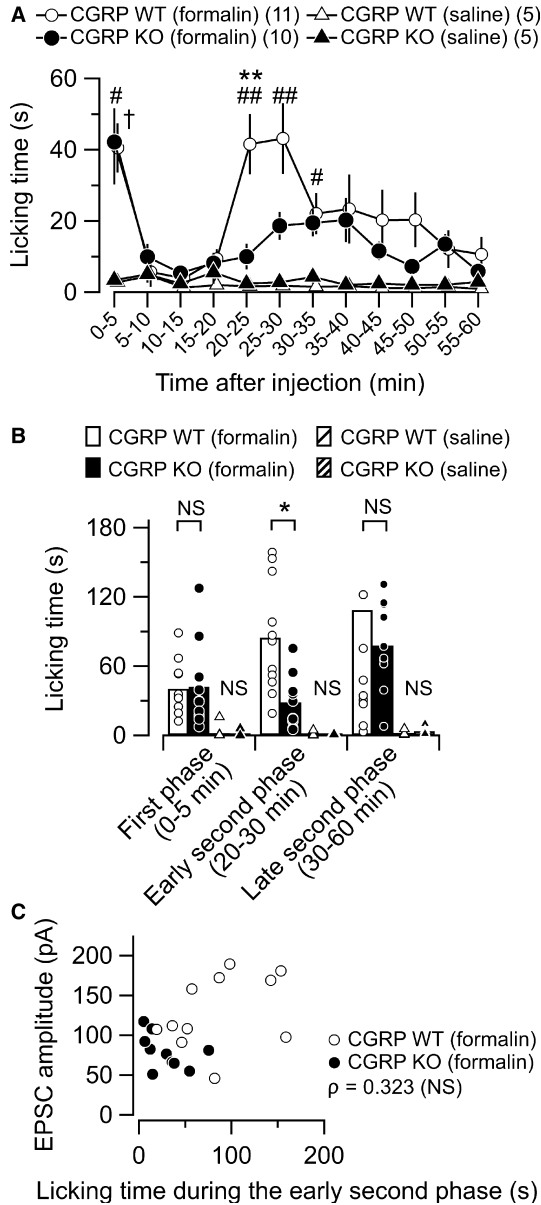 A
CGRP WT (formalin) (11) CGRP WT (saline) (5)
CGRP KO (formalin) (10) CGRP KO (saline) (5)
Licking time (s)
60
40
20
0
#
†
**
##
##
#
0-5 5-10 10-15 15-20 20-25 25-30 30-35 35-40 40-45 45-50 50-55 55-60
Time after injection (min)
B
CGRP WT (formalin) CGRP WT (saline)
CGRP KO (formalin) CGRP KO (saline)
Licking time (s)
180
120
60
0
NS
*
NS
NS
NS
NS
First phase
(0-5 min)
Early second phase
(20-30 min)
Late second phase
(30-60 min)
C
EPSC amplitude (pA)
200
150
100
50
0
CGRP WT (formalin)
CGRP KO (formalin)
ρ = 0.323 (NS)
0 100 200
Licking time during the early second phase (s)